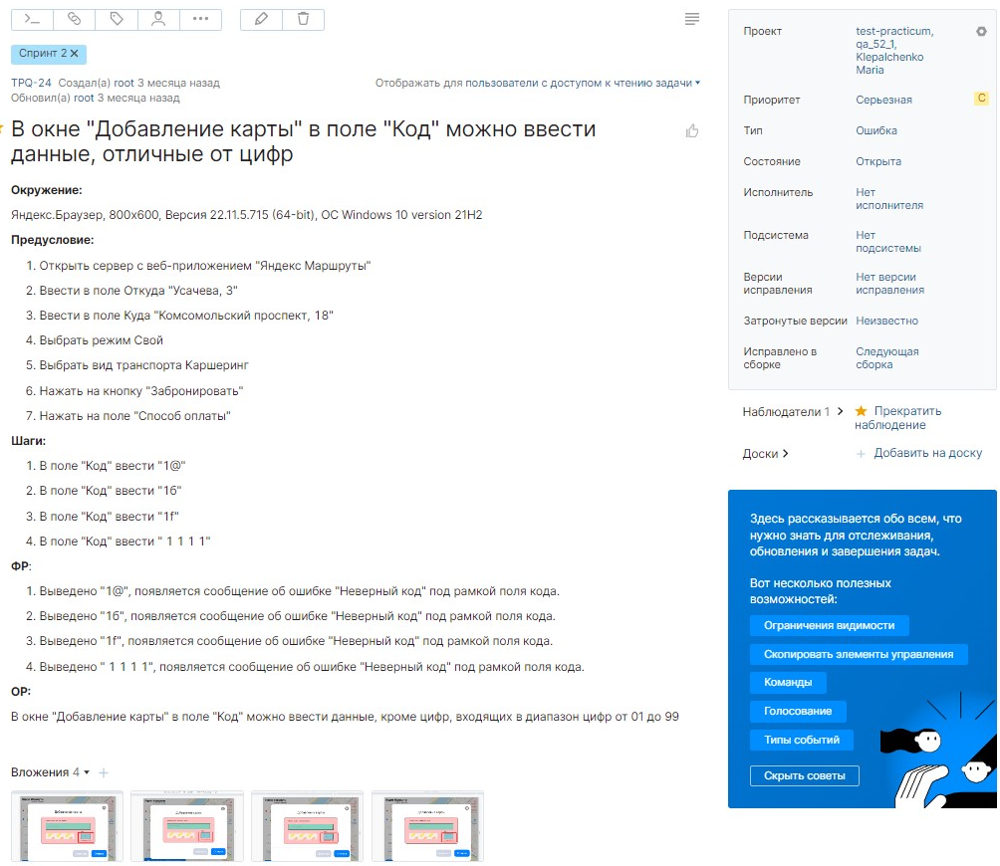 Спринт 2 ✕
TPQ-24 Создал(а) root 3 месяца назад
Обновил(а) root 3 месяца назад
Отображать для пользователи с доступом к чтению задачи
В окне "Добавление карты" в поле "Код" можно ввести
данные, отличные от цифр
Окружение:
Яндекс.Браузер, 800x600, Версия 22.11.5.715 (64-bit), ОС Windows 10 version 21H2
Предусловие:
1. Открыть сервер с веб-приложением "Яндекс Маршруты"
2. Ввести в поле Откуда "Усачева, 3"
3. Ввести в поле Куда "Комсомольский проспект, 18"
4. Выбрать режим Свой
5. Выбрать вид транспорта Каршеринг
6. Нажать на кнопку "Забронировать"
7. Нажать на поле "Способ оплаты"
Шаги:
1. В поле "Код" ввести "1@"
2. В поле "Код" ввести "1б"
3. В поле "Код" ввести "1f"
4. В поле "Код" ввести " 1 1 1 1"
ФР:
1. Выведено "1@", появляется сообщение об ошибке "Неверный код" под рамкой поля кода.
2. Выведено "1б", появляется сообщение об ошибке "Неверный код" под рамкой поля кода.
3. Выведено "1f", появляется сообщение об ошибке "Неверный код" под рамкой поля кода.
4. Выведено " 1 1 1 1", появляется сообщение об ошибке "Неверный код" под рамкой поля кода.
ОР:
В окне "Добавление карты" в поле "Код" можно ввести данные, кроме цифр, входящих в диапазон цифр от 01 до 99
Вложения 4
Проект
test-practicum,
qa_52_1,
Klepalchenko
Maria
Приоритет
Серьезная
С
Тип
Ошибка
Состояние
Открыта
Исполнитель
Нет
исполнителя
Подсистема
Нет
подсистемы
Версии
исправления
Нет версии
исправления
Затронутые версии
Неизвестно
Исправлено в
сборке
Следующая
сборка
Наблюдатели 1
Прекратить
наблюдение
Доски
Добавить на доску
Здесь рассказывается обо всем, что
нужно знать для отслеживания,
обновления и завершения задач.
Вот несколько полезных
возможностей:
Ограничения видимости
Скопировать элементы управления
Команды
Голосование
Типы событий
Скрыть советы